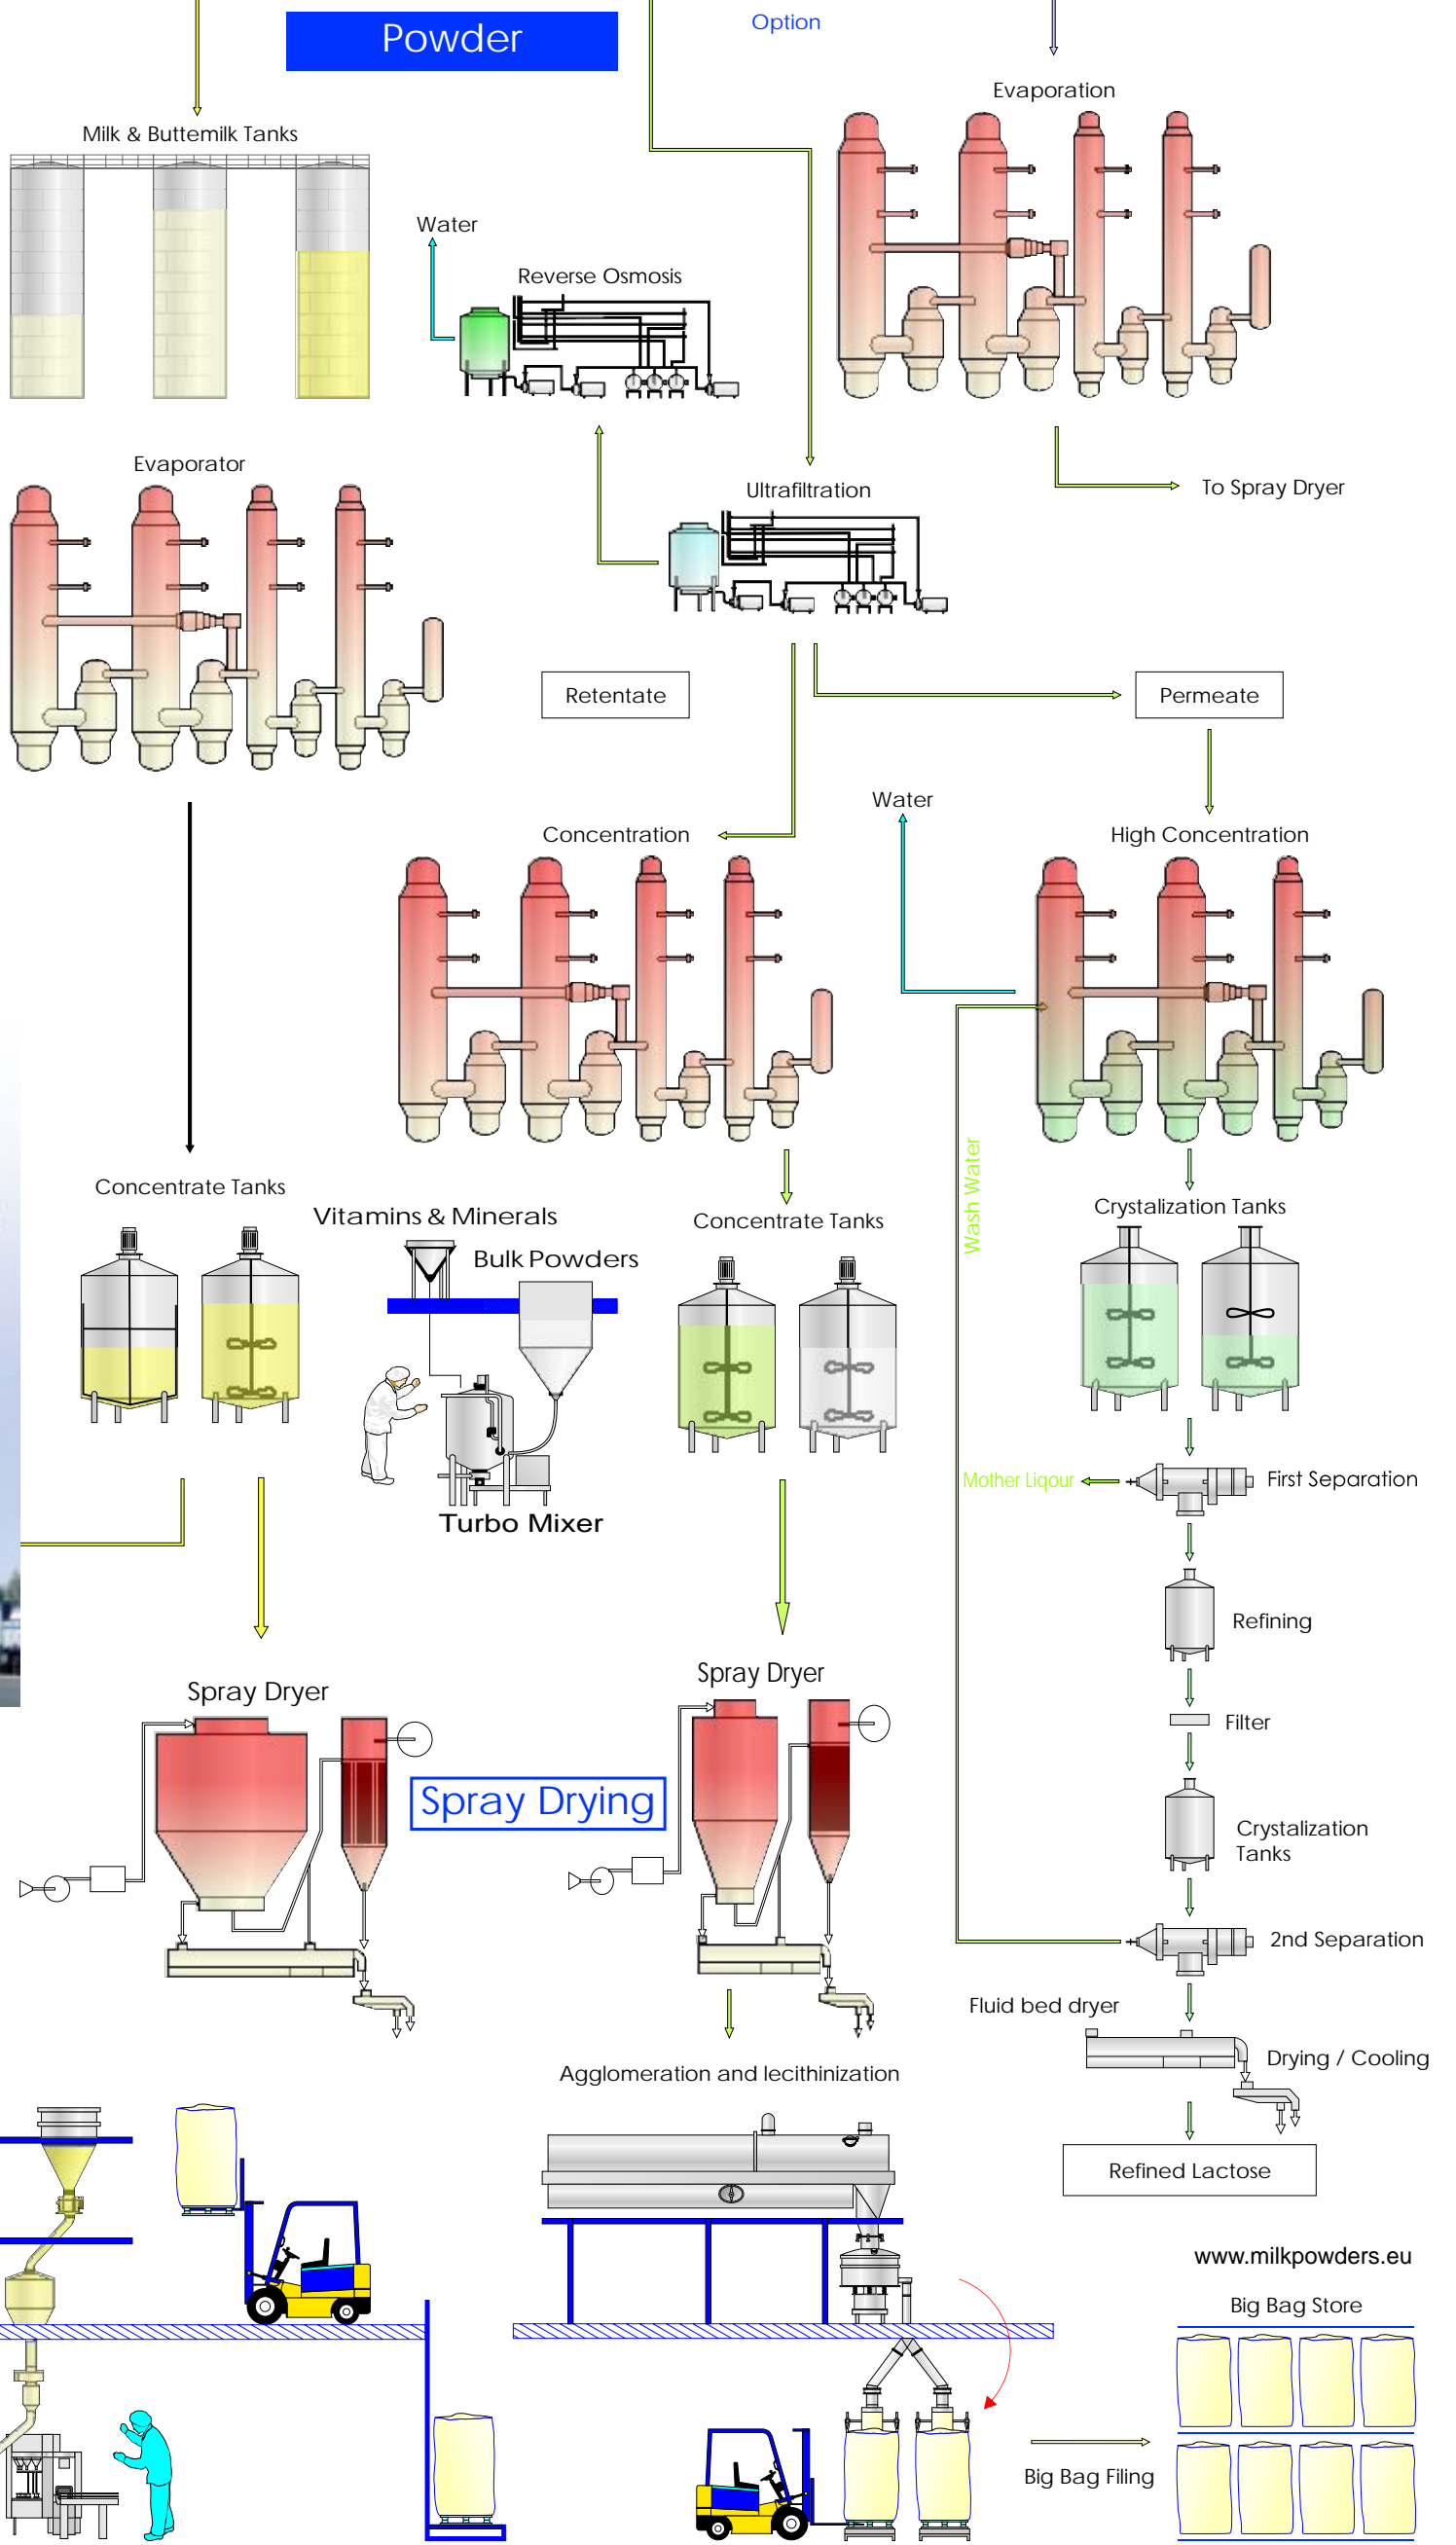 Powder
Option
Evaporation
Milk & Buttemilk Tanks
Water
Reverse Osmosis
Evaporator
Ultrafiltration
To Spray Dryer
Retentate
Permeate
Water
Concentration
High Concentration
Wash Water
Concentrate Tanks
Vitamins & Minerals
Concentrate Tanks
Crystalization Tanks
Bulk Powders
Mother Liqour
First Separation
Turbo Mixer
Refining
Spray Dryer
Spray Dryer
Filter
Spray Drying
Crystalization
Tanks
2nd Separation
Fluid bed dryer
Drying / Cooling
Agglomeration and lecithinization
Refined Lactose
www.milkpowders.eu
Big Bag Store
Big Bag Filing